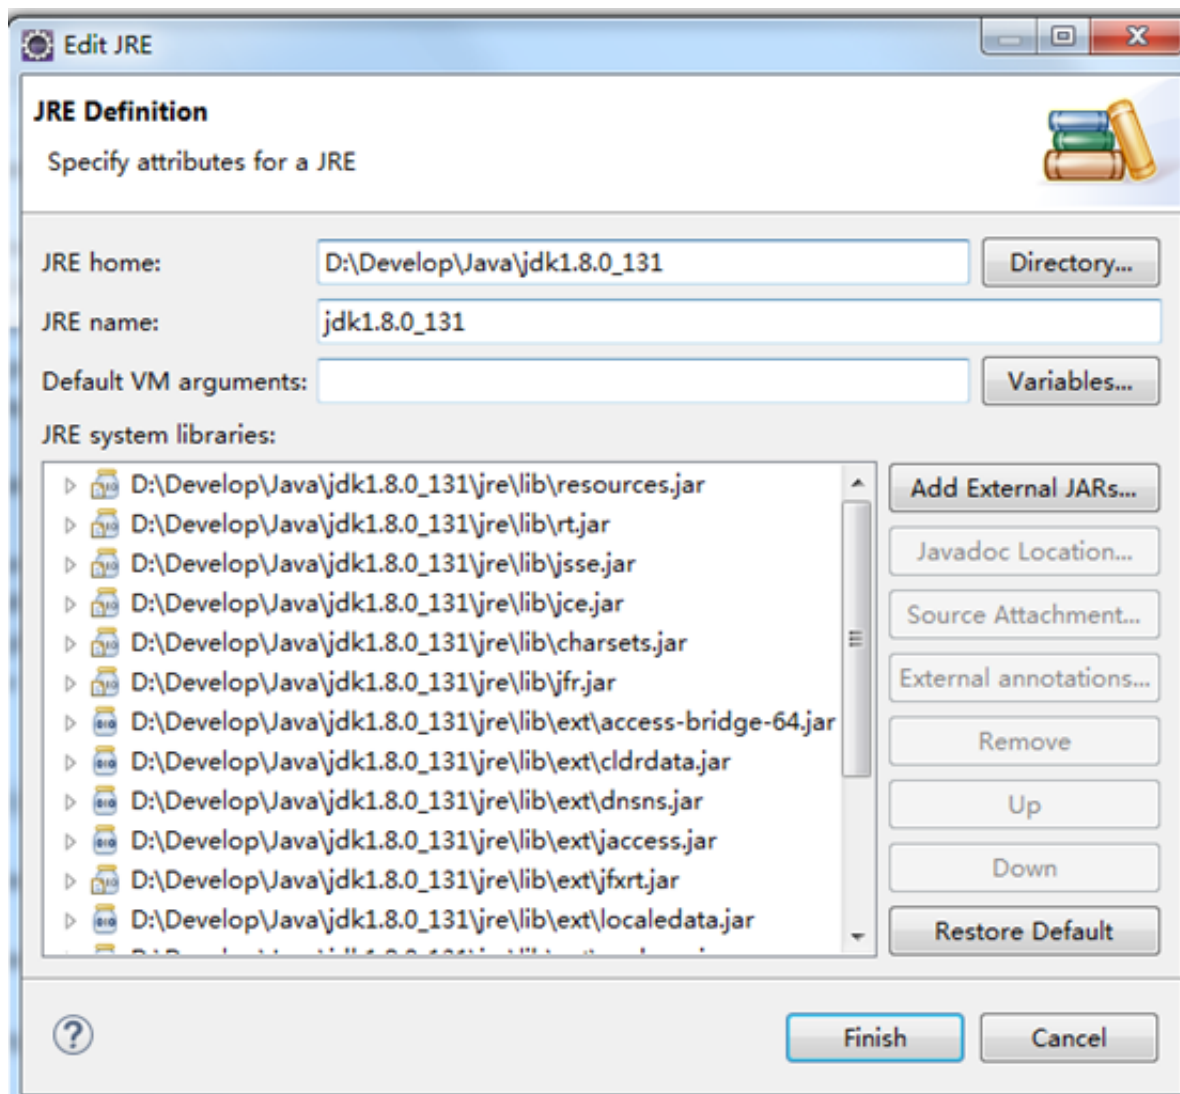 Edit JRE
JRE Definition
Specify attributes for a JRE
JRE home: D:\Develop\Java\jdk1.8.0_131 Directory...
JRE name: jdk1.8.0_131
Default VM arguments: Variables...
JRE system libraries:
D:\Develop\Java\jdk1.8.0_131\jre\lib\resources.jar
D:\Develop\Java\jdk1.8.0_131\jre\lib\rt.jar
D:\Develop\Java\jdk1.8.0_131\jre\lib\jsse.jar
D:\Develop\Java\jdk1.8.0_131\jre\lib\jce.jar
D:\Develop\Java\jdk1.8.0_131\jre\lib\charsets.jar
D:\Develop\Java\jdk1.8.0_131\jre\lib\jfr.jar
D:\Develop\Java\jdk1.8.0_131\jre\lib\ext\access-bridge-64.jar
D:\Develop\Java\jdk1.8.0_131\jre\lib\ext\cldrdata.jar
D:\Develop\Java\jdk1.8.0_131\jre\lib\ext\dnsns.jar
D:\Develop\Java\jdk1.8.0_131\jre\lib\ext\jaccess.jar
D:\Develop\Java\jdk1.8.0_131\jre\lib\ext\jfxrt.jar
D:\Develop\Java\jdk1.8.0_131\jre\lib\ext\localedata.jar
Add External JARs...
Javadoc Location...
Source Attachment...
External annotations...
Remove
Up
Down
Restore Default
Finish Cancel